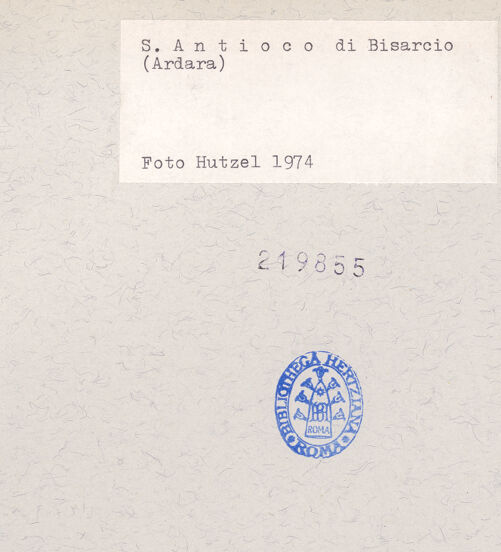 S. A n t i o c o di Bisarcio
(Ardara)
Foto Hutzel 1974
219855
BIBLIOTHECA HERTZIANA
ROMA
ROMA